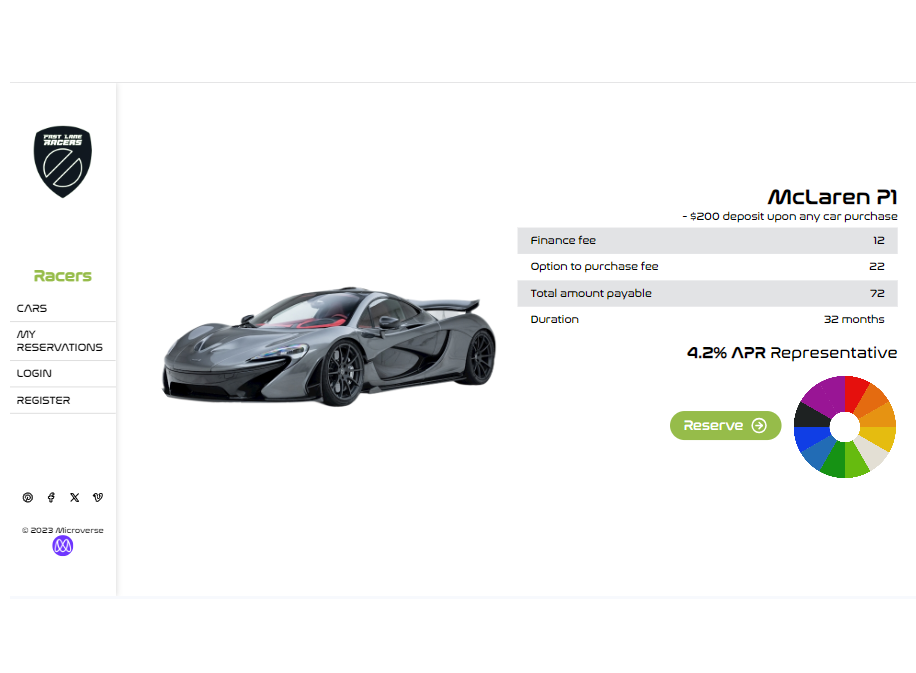 FAST LANE
RACERS
Racers
CARS
MY
RESERVATIONS
LOGIN
REGISTER
© 2023 Microverse
McLaren P1
- $200 deposit upon any car purchase
Finance fee 12
Option to purchase fee 22
Total amount payable 72
Duration 32 months
4.2% APR Representative
Reserve